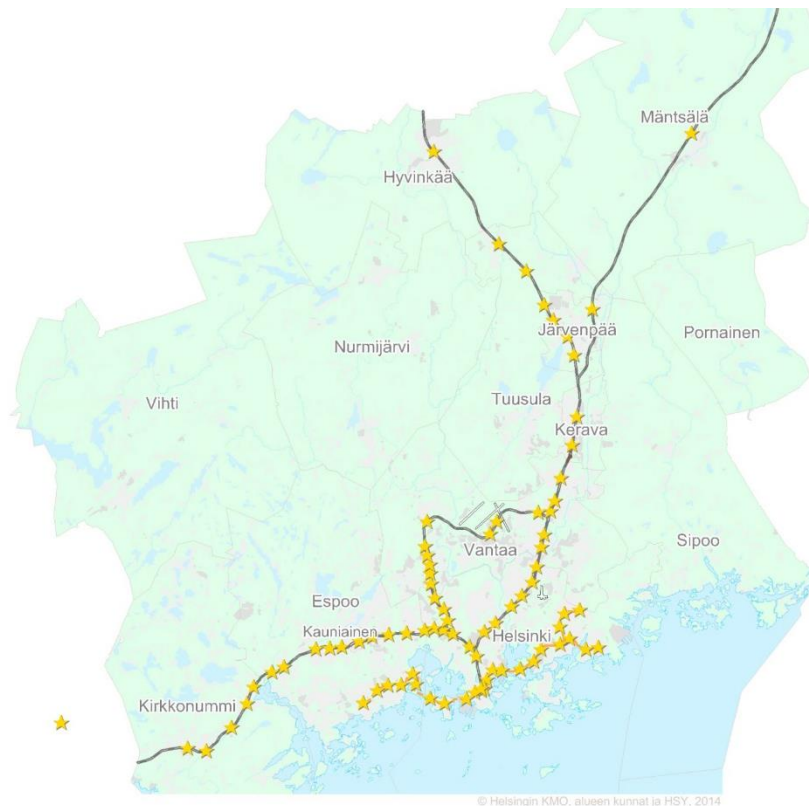 Mäntsälä
Hyvinkää
Järvenpää
Pornainen
Nurmijärvi
Tuusula
Vihti
Kerava
Vantaa
Sipoo
Espoo
Kauniainen
Helsinki
Kirkkonummi
© Helsingin KMO, alueen kunnat ja HSY, 2014